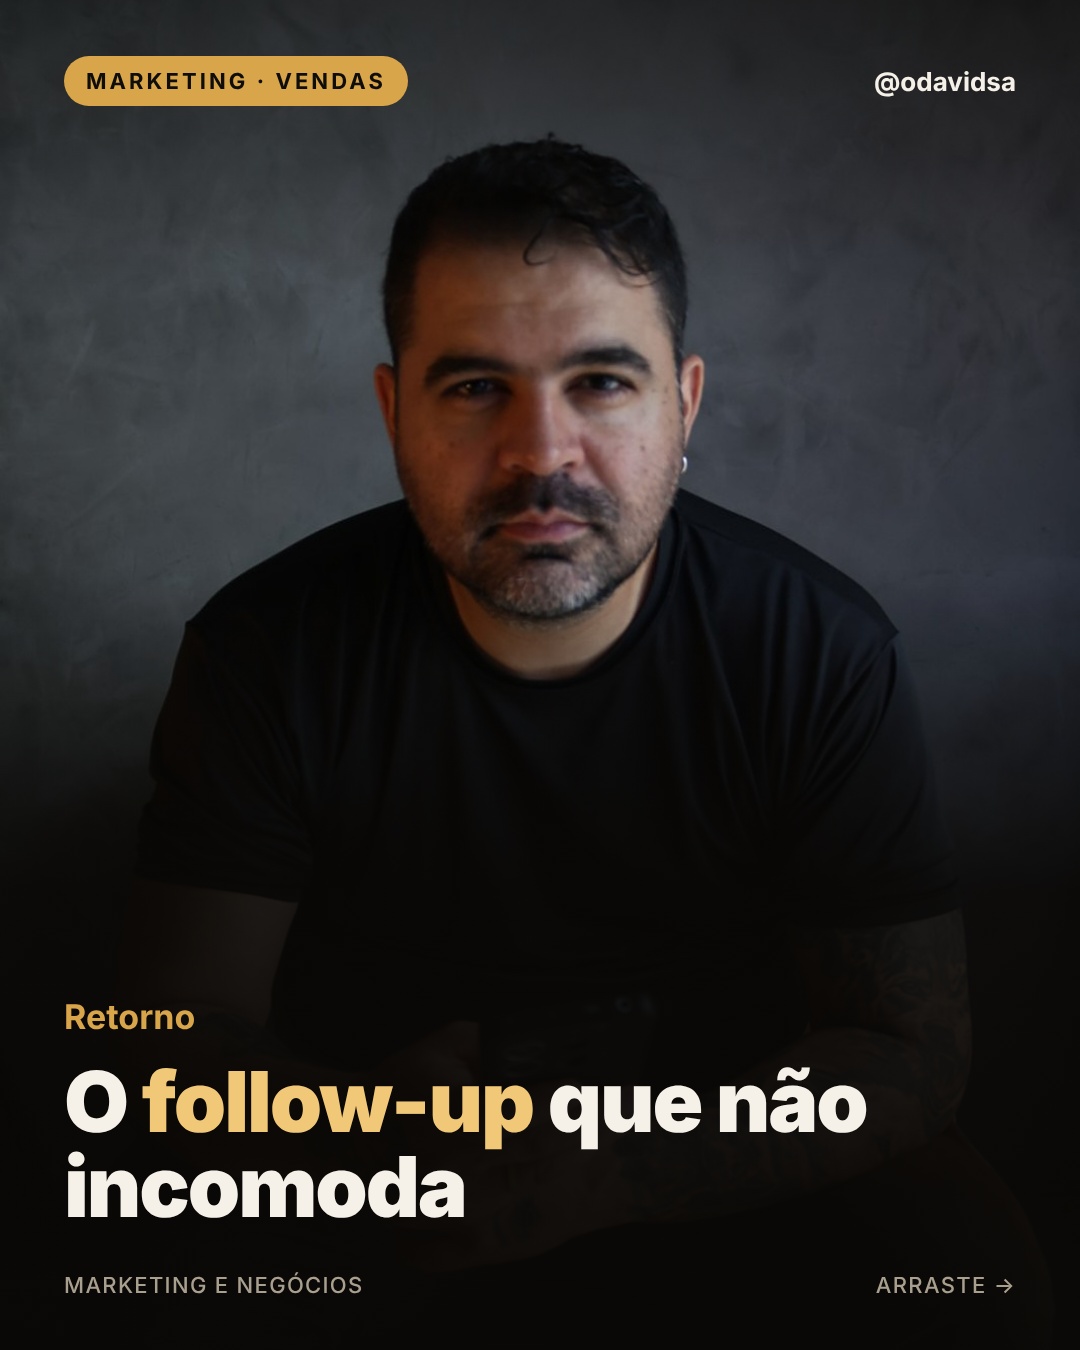 MARKETING · VENDAS
@odavidsa
Retorno
O follow-up que não
incomoda
MARKETING E NEGÓCIOS
ARRASTE →